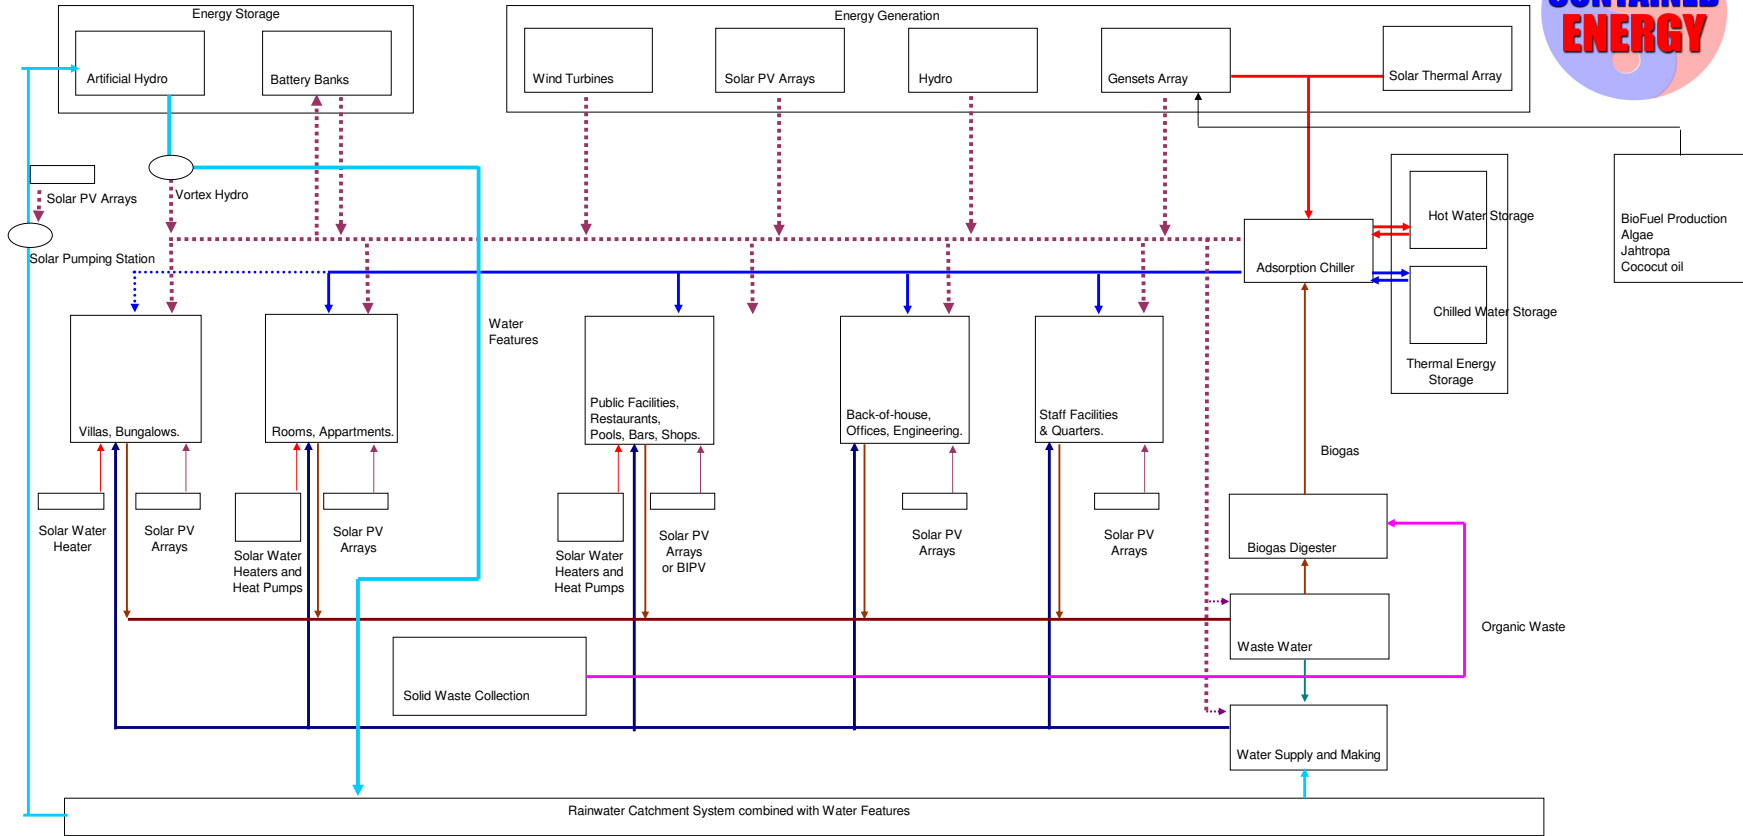 Energy Storage
Energy Generation
CONTAINED
ENERGY
Artificial Hydro
Battery Banks
Wind Turbines
Solar PV Arrays
Hydro
Gensets Array
Solar Thermal Array
Solar PV Arrays
Vortex Hydro
Solar Pumping Station
Hot Water Storage
BioFuel Production
Algae
Jahtropa
Cococut oil
Adsorption Chiller
Chilled Water Storage
Thermal Energy
Storage
Water
Features
Villas, Bungalows.
Rooms, Appartments.
Public Facilities,
Restaurants,
Pools, Bars, Shops.
Back-of-house,
Offices, Engineering.
Staff Facilities
& Quarters.
Biogas
Solar Water
Heater
Solar PV
Arrays
Solar Water
Heaters and
Heat Pumps
Solar PV
Arrays
Solar Water
Heaters and
Heat Pumps
Solar PV
Arrays
or BIPV
Solar PV
Arrays
Solar PV
Arrays
Biogas Digester
Organic Waste
Waste Water
Solid Waste Collection
Water Supply and Making
Rainwater Catchment System combined with Water Features